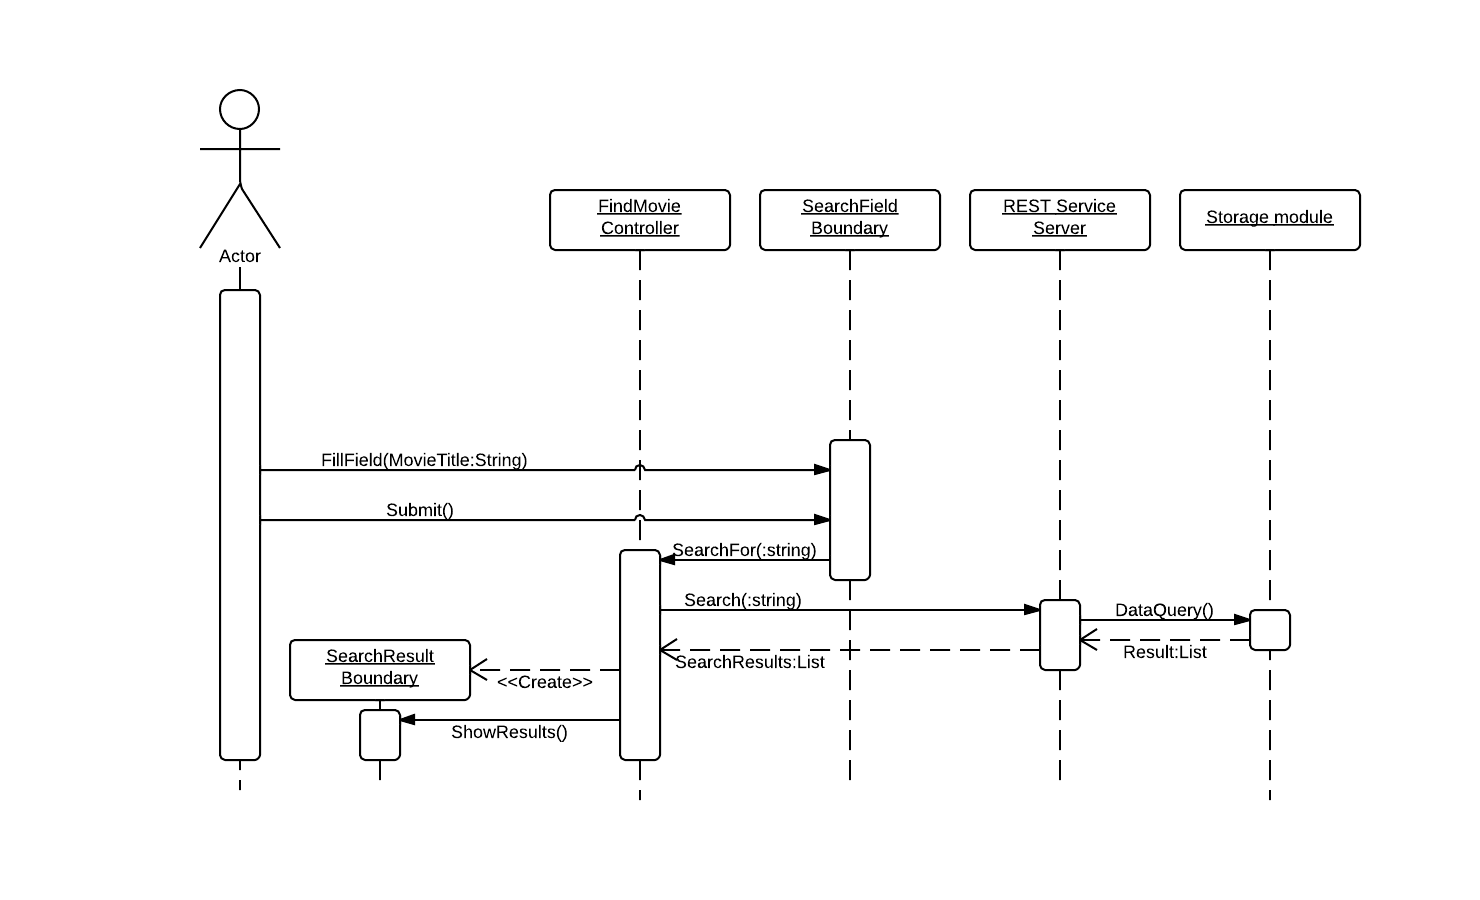 FindMovie
Controller
SearchField
Boundary
REST Service
Server
Storage module
Actor
FillField(MovieTitle:String)
Submit()
SearchFor(:string)
Search(:string)
DataQuery()
Result:List
SearchResults:List
SearchResult
Boundary
<<Create>>
ShowResults()